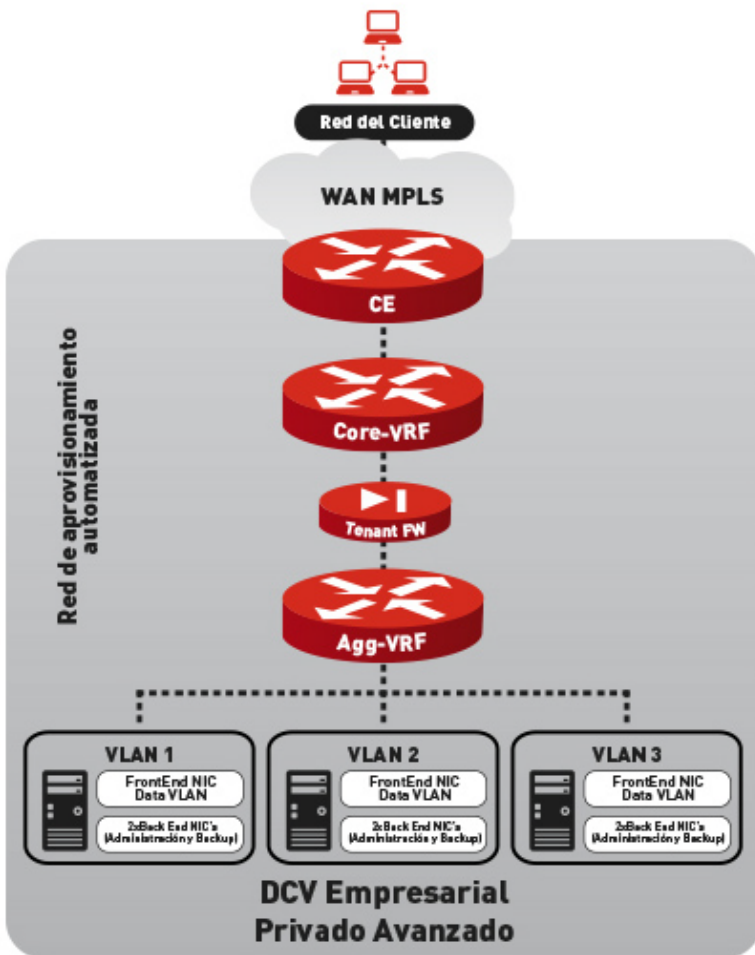 Red del Cliente
WAN MPLS
CE
Core-VRF
Tenant FW
Agg-VRF
Red de aprovisionamiento
automatizada
VLAN 1
FrontEnd NIC
Data VLAN
2xBack End NIC's
(Administración y Backup)
VLAN 2
FrontEnd NIC
Data VLAN
2xBack End NIC's
(Administración y Backup)
VLAN 3
FrontEnd NIC
Data VLAN
2xBack End NIC's
(Administración y Backup)
DCV Empresarial
Privado Avanzado